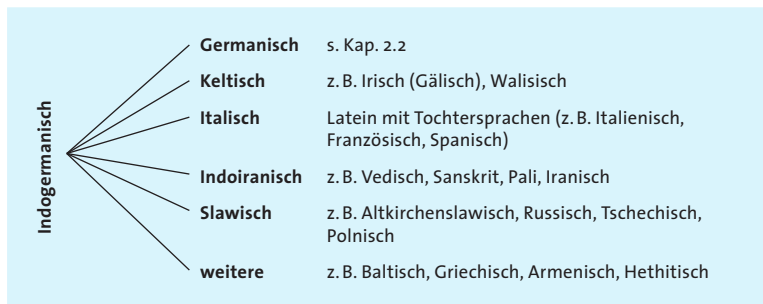 Indogermanisch
Germanisch s. Kap. 2.2
Keltisch z. B. Irisch (Gälisch), Walisisch
Italisch Latein mit Tochtersprachen (z. B. Italienisch,
Französisch, Spanisch)
Indoiranisch z. B. Vedisch, Sanskrit, Pali, Iranisch
Slawisch z. B. Altkirchenslawisch, Russisch, Tschechisch,
Polnisch
weitere z. B. Baltisch, Griechisch, Armenisch, Hethitisch